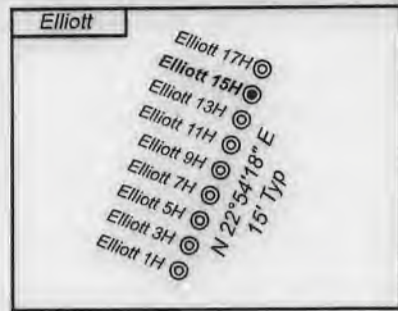 Elliott
Elliott 17H
Elliott 15H
Elliott 13H
Elliott 11H
Elliott 9H
Elliott 7H
Elliott 5H
Elliott 3H
Elliott 1H
N 22°54'18" E
15' Typ